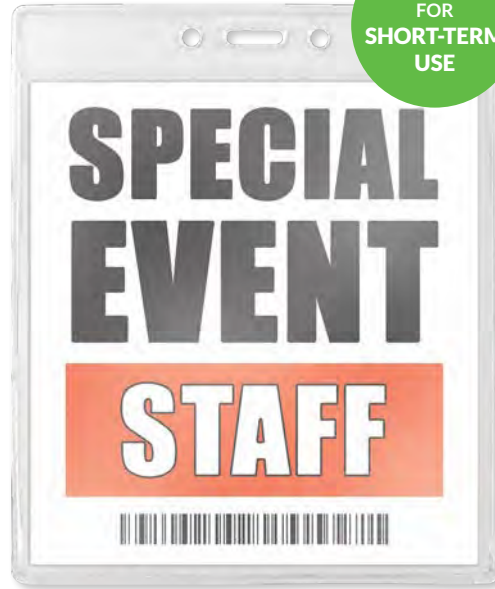 FOR
SHORT-TERM
USE
SPECIAL
EVENT
STAFF